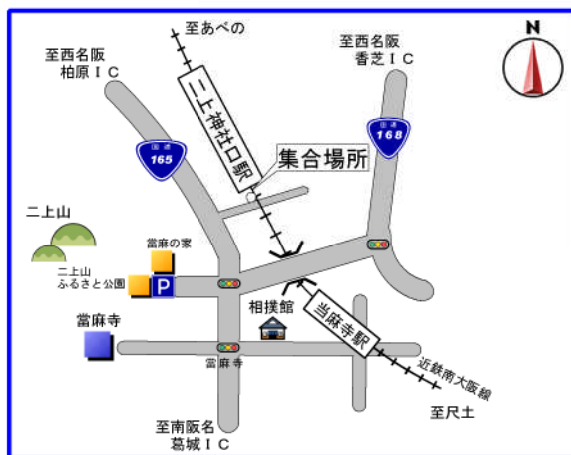 至あべの
N
至西名阪
柏原ＩＣ
至西名阪
香芝ＩＣ
二上神社口駅
国道
165
国道
168
集合場所
二上山
當麻の家
二上山
ふるさと公園
P
相撲館
當麻寺
当麻寺駅
當麻寺
近鉄南大阪線
至尺土
至南阪名
葛城ＩＣ